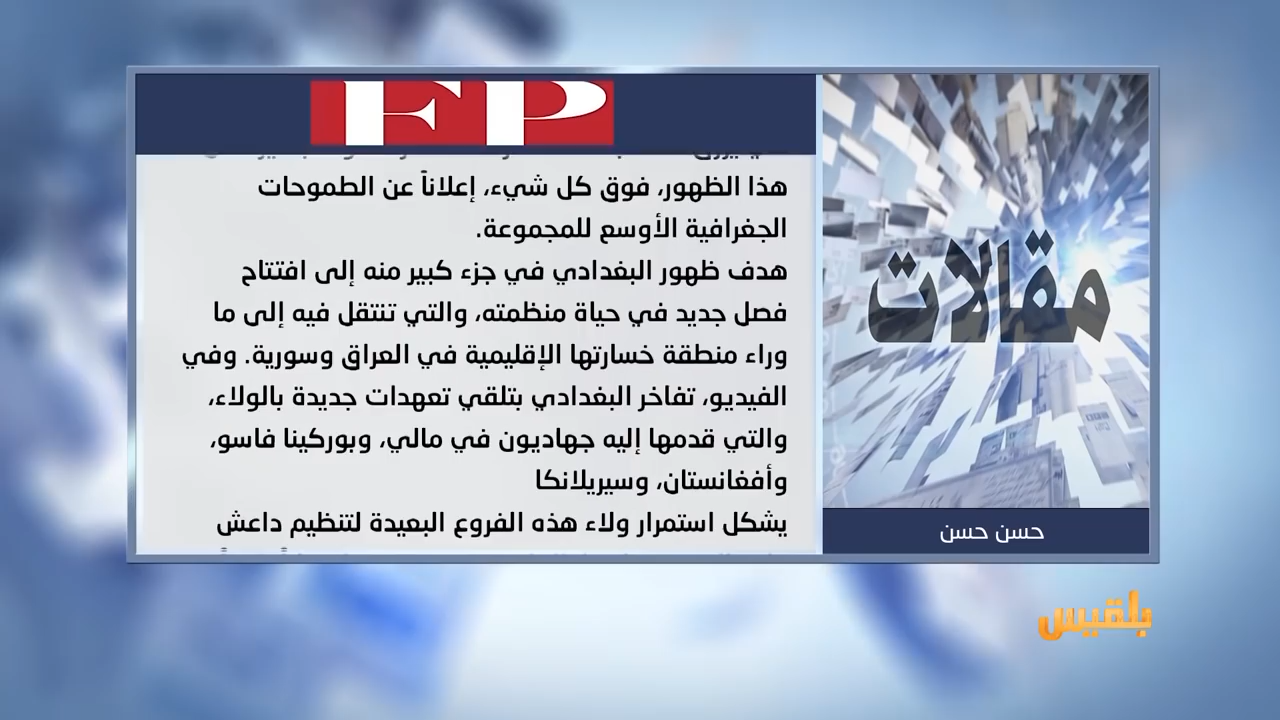 FP
هذا الظهور، فوق كل شيء، إعلاناً عن الطموحات
الجغرافية الأوسع للمجموعة.
هدف ظهور البغدادي في جزء كبير منه إلى افتتاح
فصل جديد في حياة منظمته، والتي تنتقل فيه إلى ما
وراء منطقة خسارتها الإقليمية في العراق وسورية. وفي
الفيديو، تفاخر البغدادي بتلقي تعهدات جديدة بالولاء،
والتي قدمها إليه جهاديون في مالي، وبوركينا فاسو،
وأفغانستان، وسيريلانكا
يشكل استمرار ولاء هذه الفروع البعيدة لتنظيم داعش
مقالات
حسن حسن
بلقيس